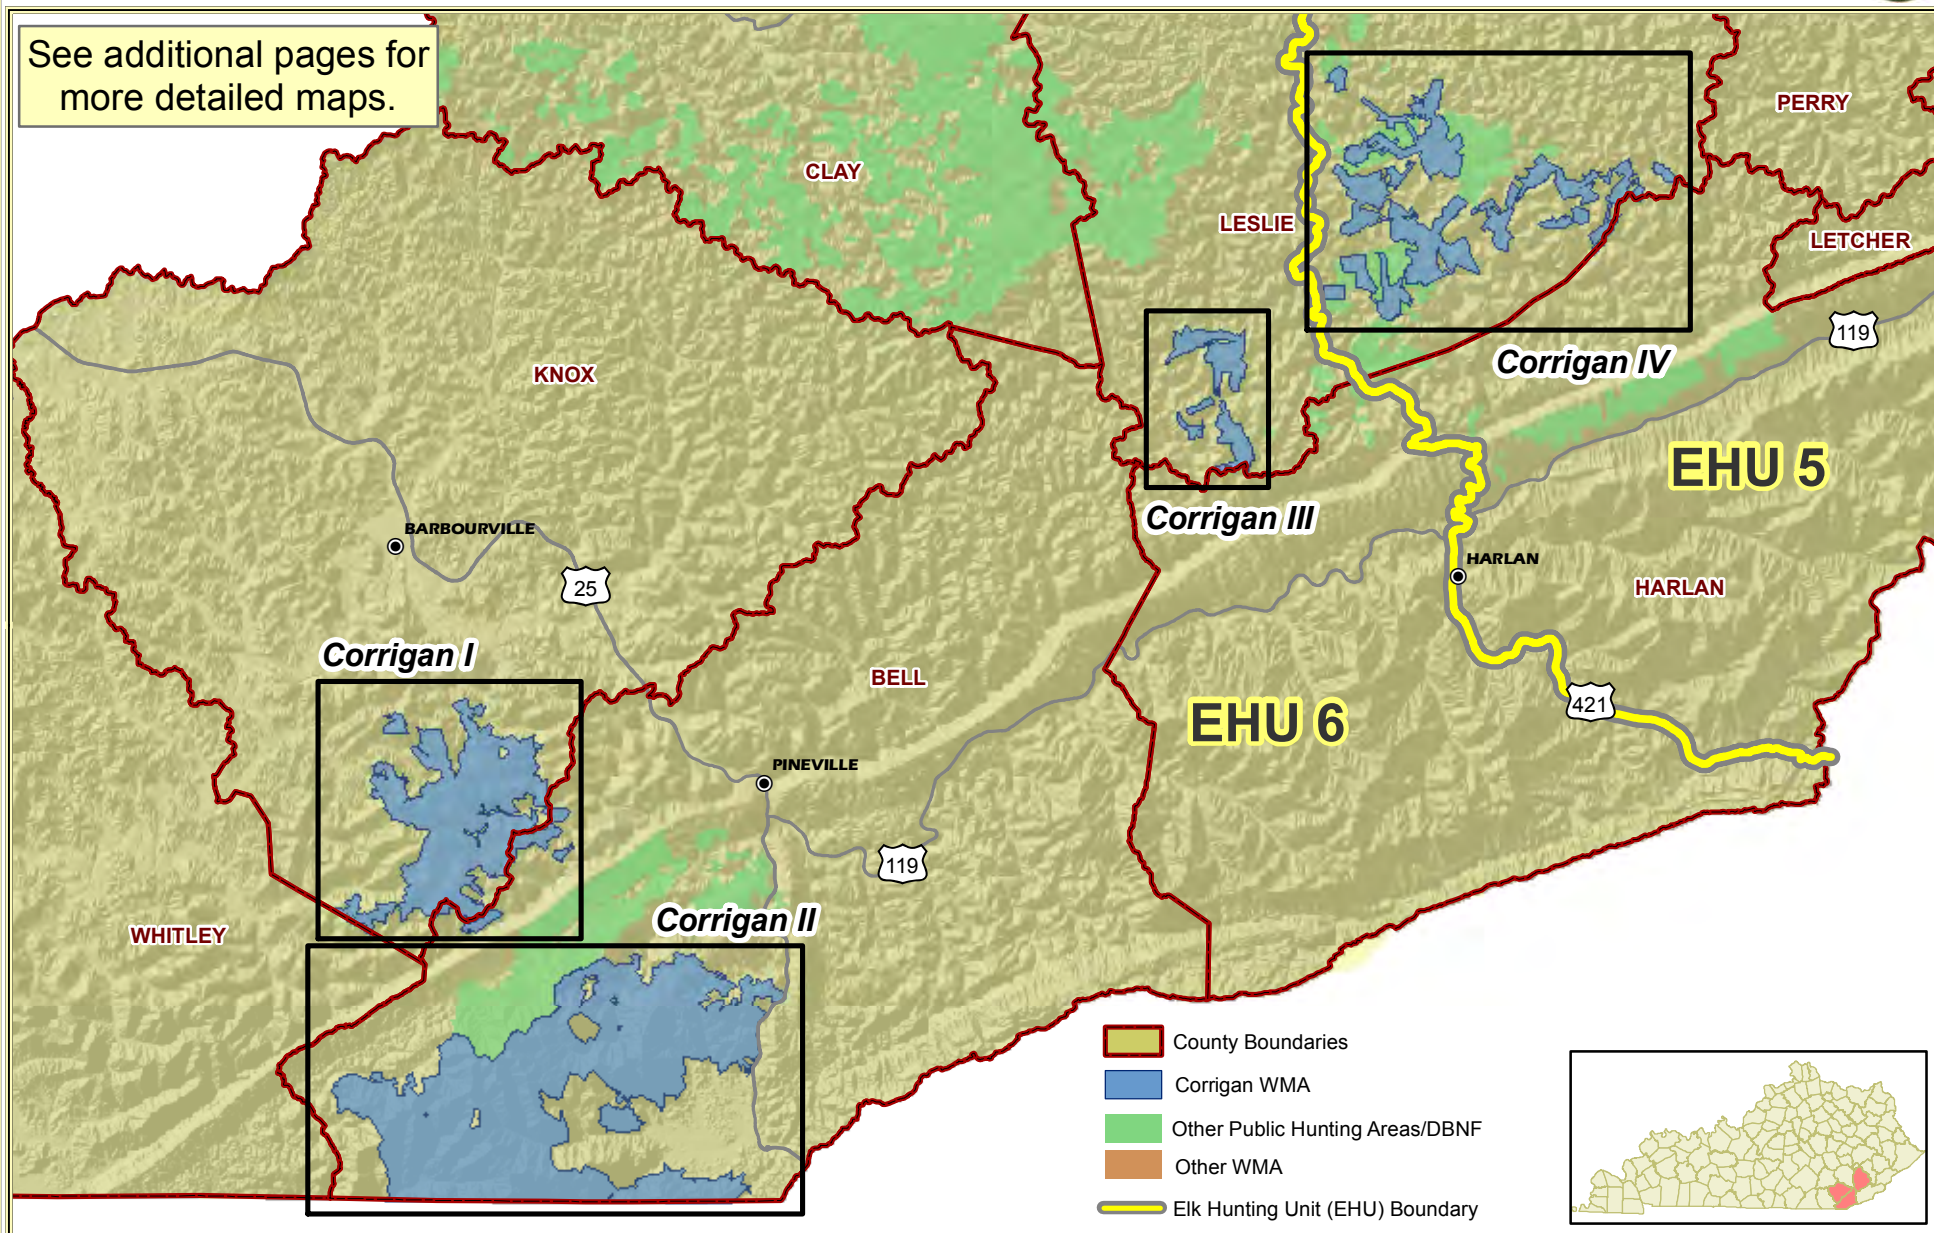 See additional pages for
more detailed maps.
PERRY
CLAY
LESLIE
LETCHER
119
Corrigan IV
KNOX
EHU 5
Corrigan III
BARBOURVILLE
HARLAN
25
HARLAN
Corrigan I
BELL
421
EHU 6
PINEVILLE
119
Corrigan II
WHITLEY
County Boundaries
Corrigan WMA
Other Public Hunting Areas/DBNF
Other WMA
Elk Hunting Unit (EHU) Boundary